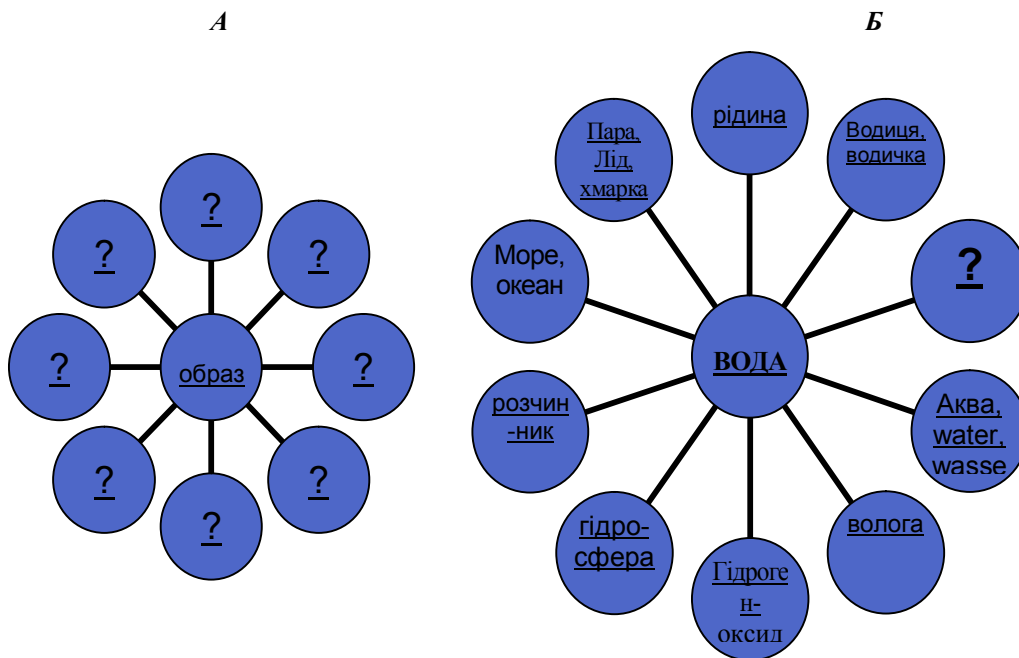 А
?
?
?
?
образ
?
?
?
?
Б
рідина
Пара,
Лід,
хмарка
Водиця,
водичка
Море,
океан
?
ВОДА
розчин
-ник
Аква,
water,
wasse
гідро-
сфера
волога
Гідроге
н-
оксид